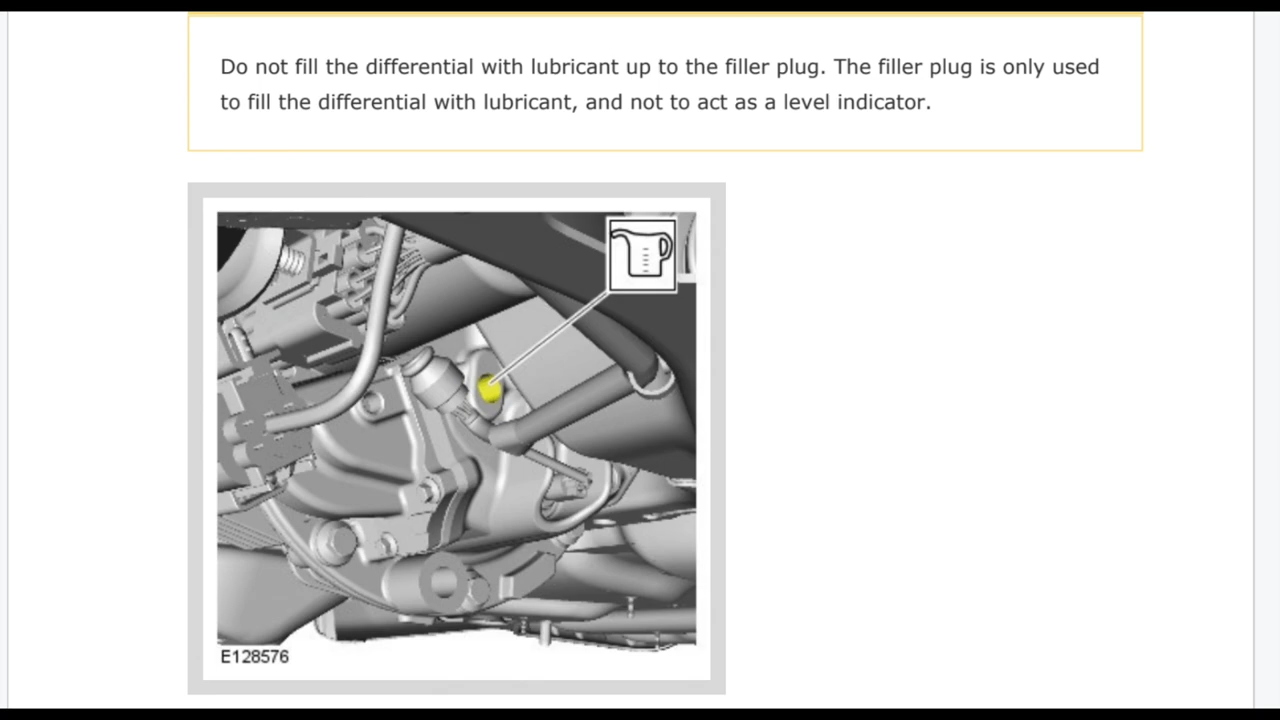 Do not fill the differential with lubricant up to the filler plug. The filler plug is only used
to fill the differential with lubricant, and not to act as a level indicator.
E128576